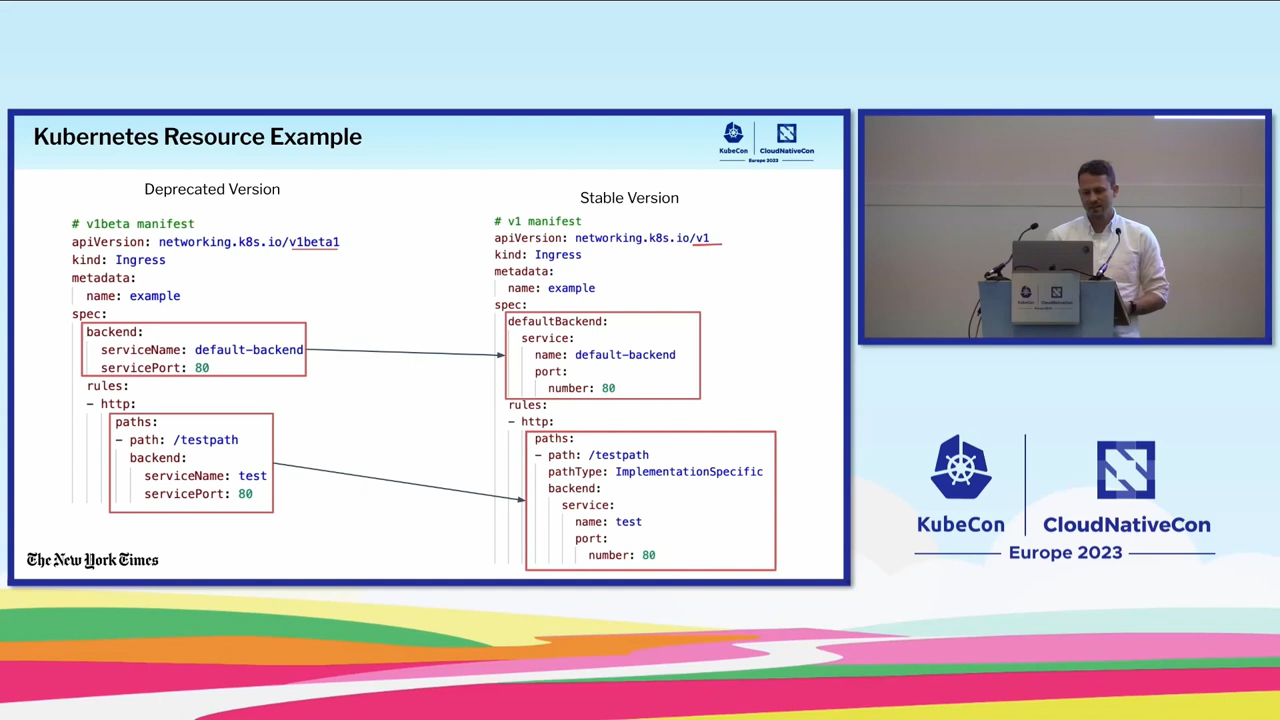 Kubernetes Resource Example
KubeCon
CloudNativeCon
Europe 2023
Deprecated Version
# v1beta manifest
apiVersion: networking.k8s.io/v1beta1
kind: Ingress
metadata:
name: example
spec:
backend:
serviceName: default-backend
servicePort: 80
rules:
- http:
paths:
- path: /testpath
backend:
serviceName: test
servicePort: 80
Stable Version
# v1 manifest
apiVersion: networking.k8s.io/v1
kind: Ingress
metadata:
name: example
spec:
defaultBackend:
service:
name: default-backend
port:
number: 80
rules:
- http:
paths:
- path: /testpath
pathType: ImplementationSpecific
backend:
service:
name: test
port:
number: 80
The New York Times
KubeCon
CloudNativeCon
KubeCon
CloudNativeCon
Europe 2023